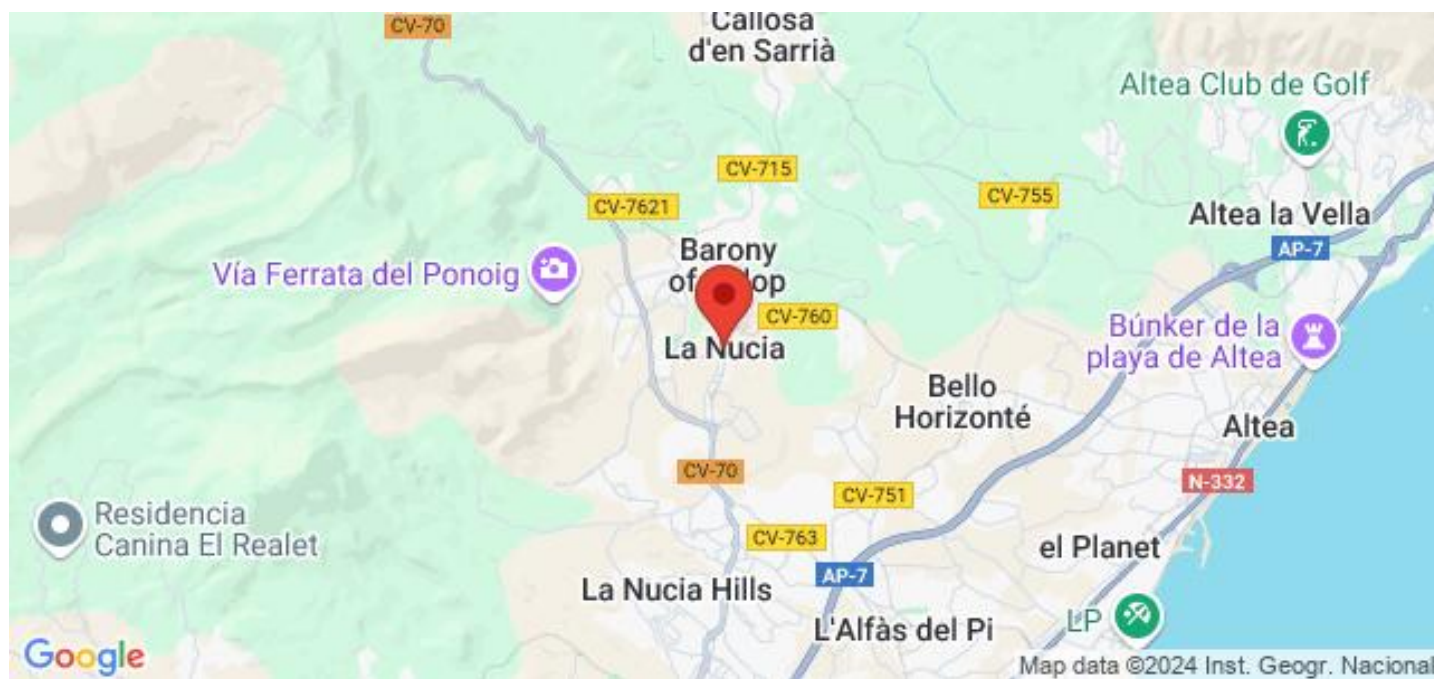 CV-70
Callosa
d'en Sarrià
Altea Club de Golf
CV-715
CV-7621
CV-755
Altea la Vella
AP-7
Barony
of
Vía Ferrata del Ponoig
CV-760
La Nucia
Búnker de la
playa de Altea
Bello
Horizonté
Altea
CV-70
N-332
CV-751
Residencia
Canina El Realet
CV-763
el Planet
AP-7
La Nucia Hills
L'Alfàs del Pi
LP
Google
Map data ©2024 Inst. Geogr. Nacional